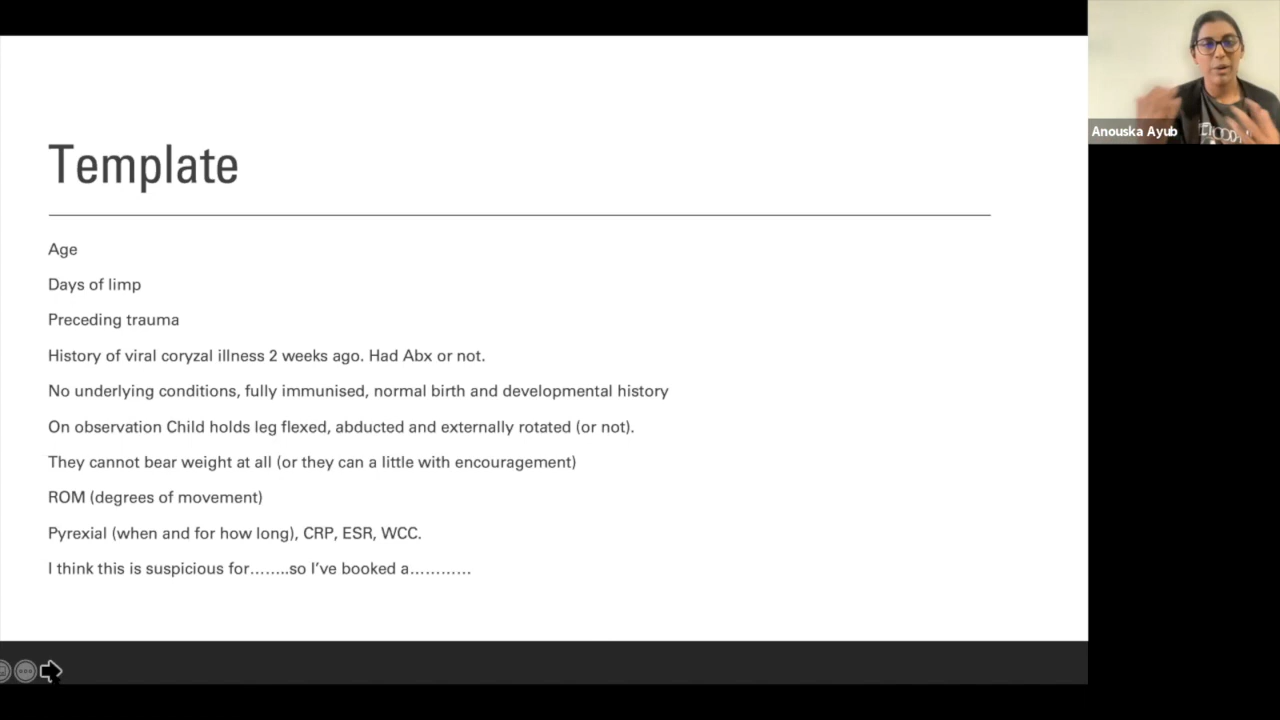 Template
Age
Days of limp
Preceding trauma
History of viral coryzal illness 2 weeks ago. Had Abx or not.
No underlying conditions, fully immunised, normal birth and developmental history
On observation Child holds leg flexed, abducted and externally rotated (or not).
They cannot bear weight at all (or they can a little with encouragement)
ROM (degrees of movement)
Pyrexial (when and for how long), CRP, ESR, WCC.
I think this is suspicious for……..so I’ve booked a…………
Anouska Ayub